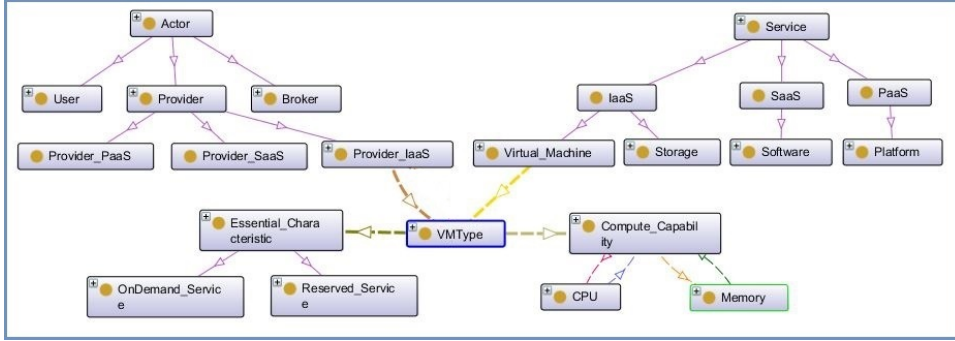 Actor
Service
User
Provider
Broker
IaaS
SaaS
PaaS
Provider_PaaS
Provider_SaaS
Provider_IaaS
Virtual_Machine
Storage
Software
Platform
Essential_Chara
cteristic
VMType
Compute_Capabil
ity
OnDemand_Servic
e
Reserved_Servic
e
CPU
Memory